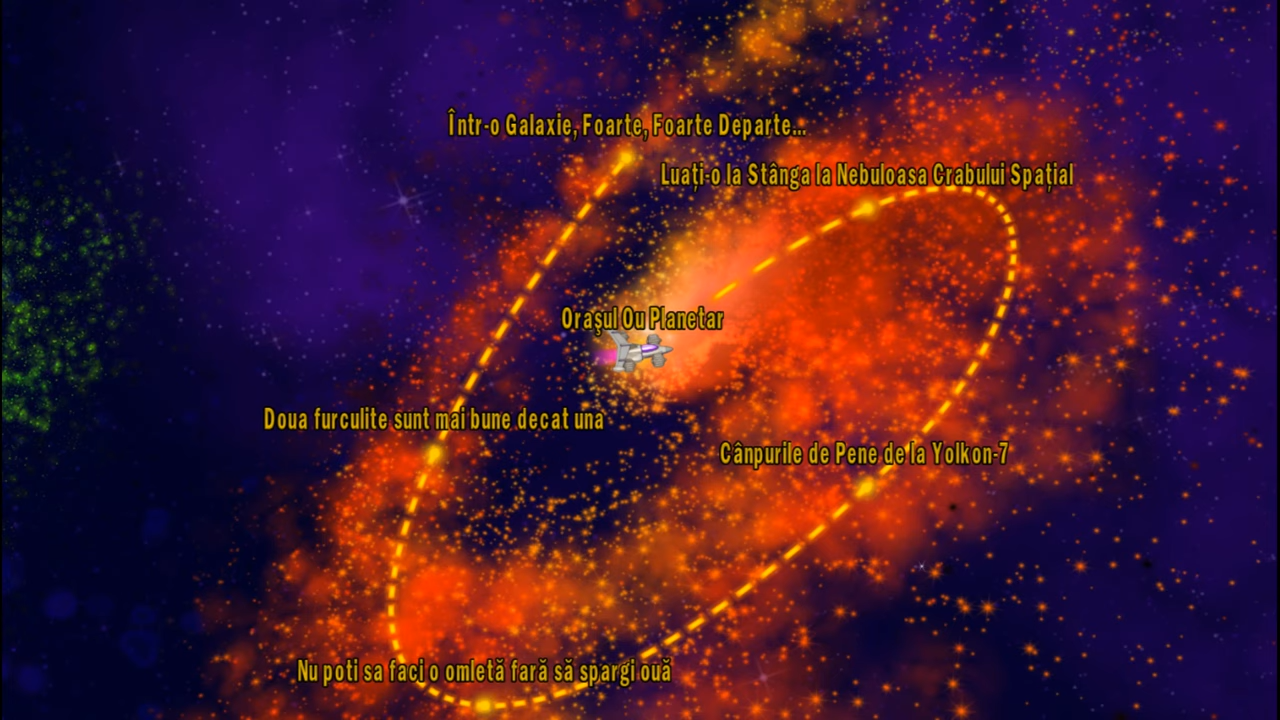 Într-o Galaxie, Foarte, Foarte Departe...
Luați-o la Stânga la Nebuloasa Crabului Spațial
Orașul Ou Planetar
Doua furculite sunt mai bune decat una
Cânpurile de Pene de la Yolkon-7
Nu poti sa faci o omletă fară să spargi ouă